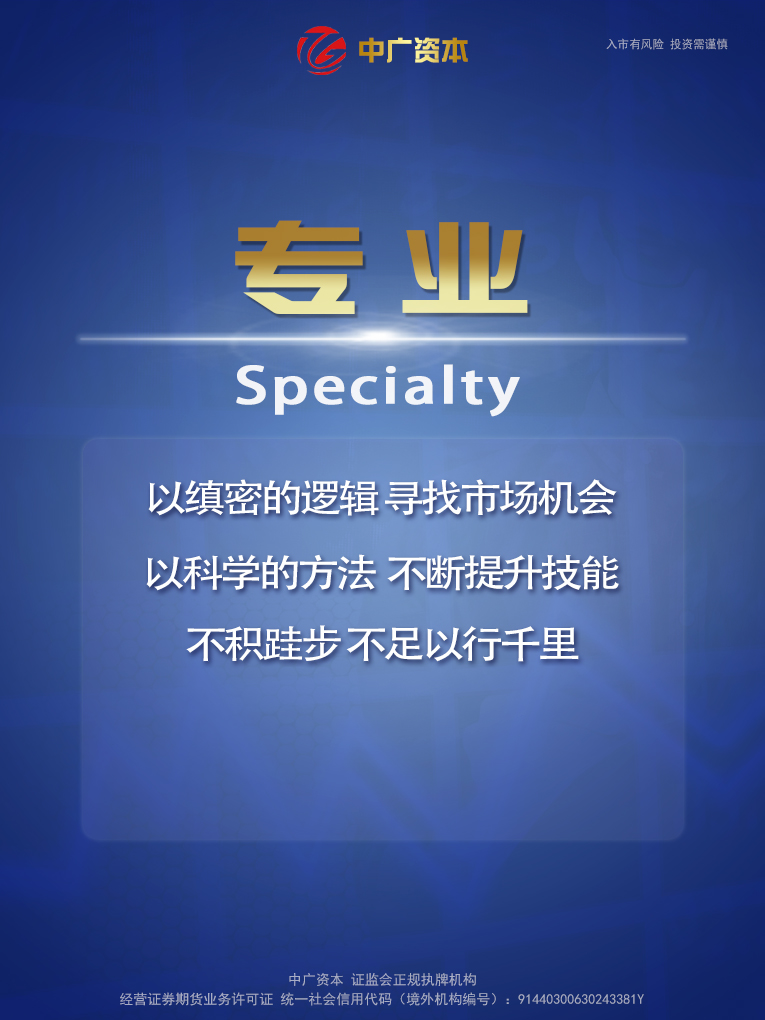 中广资本
入市有风险 投资需谨慎
专业
Specialty
以缜密的逻辑 寻找市场机会
以科学的方法 不断提升技能
不积跬步 不足以行千里
中广资本 证监会正规执牌机构
经营证券期货业务许可证 统一社会信用代码（境外机构编号）：91440300630243381Y